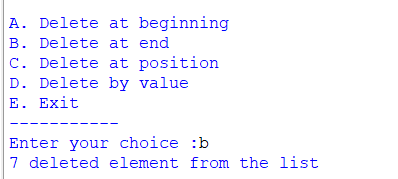 A. Delete at beginning
B. Delete at end
C. Delete at position
D. Delete by value
E. Exit
-----------
Enter your choice :b
7 deleted element from the list